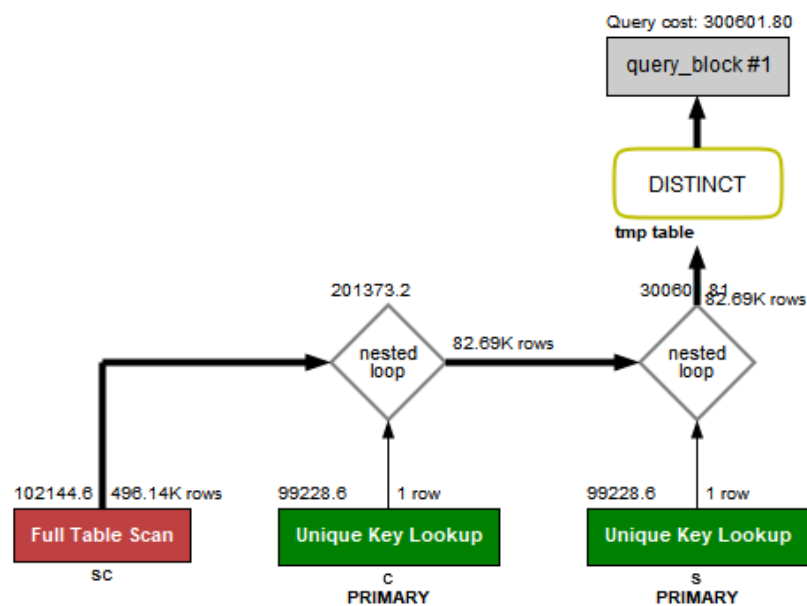 Query cost: 300601.80
query_block #1
DISTINCT
tmp table
201373.2
82.69K rows
nested
loop
82.69K rows
nested
loop
102144.6
496.14K rows
99228.6
1 row
99228.6
1 row
Full Table Scan
Unique Key Lookup
Unique Key Lookup
sc
c
s
PRIMARY
PRIMARY